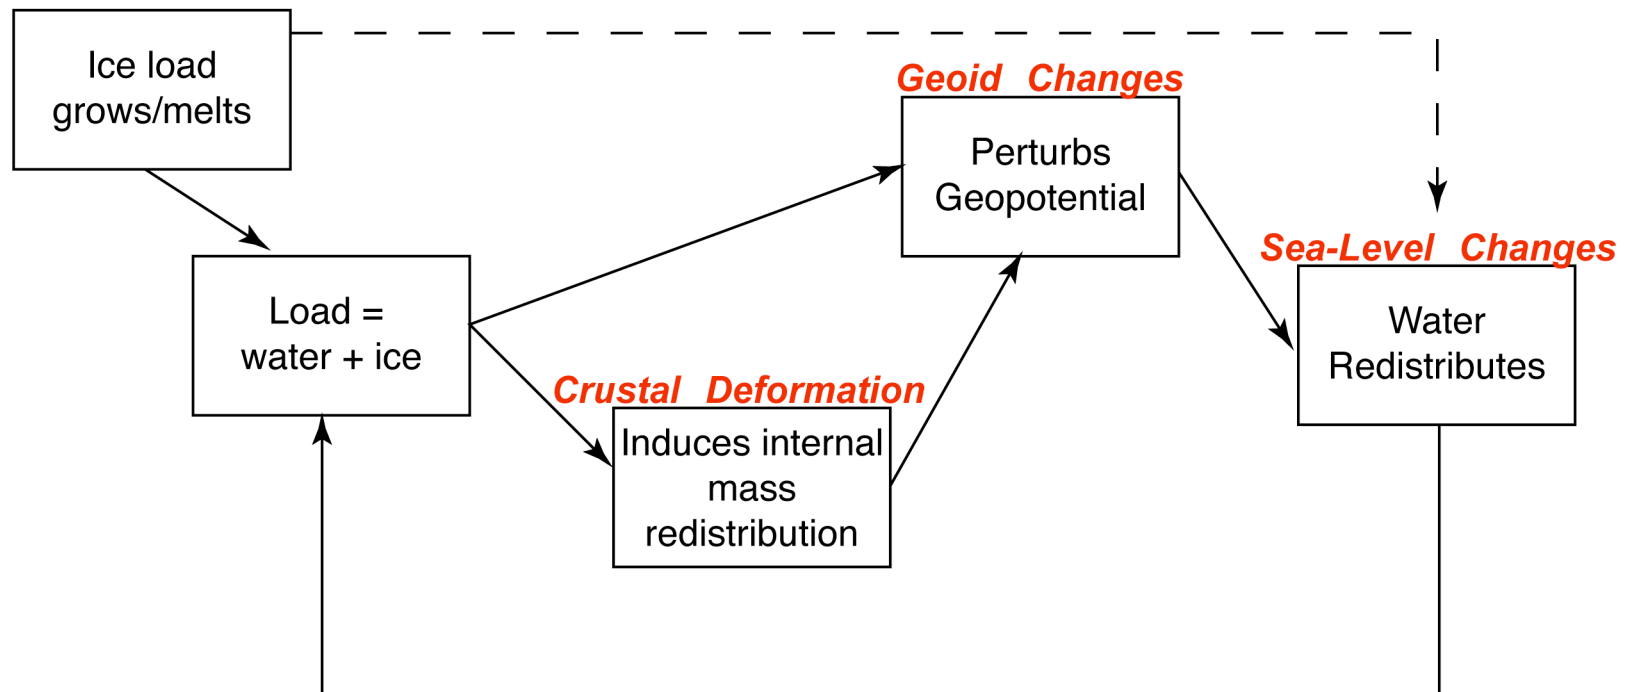 Ice load
grows/melts
Geoid Changes
Perturbs
Geopotential
Sea-Level Changes
Water
Redistributes
Load =
water + ice
Crustal Deformation
Induces internal
mass
redistribution